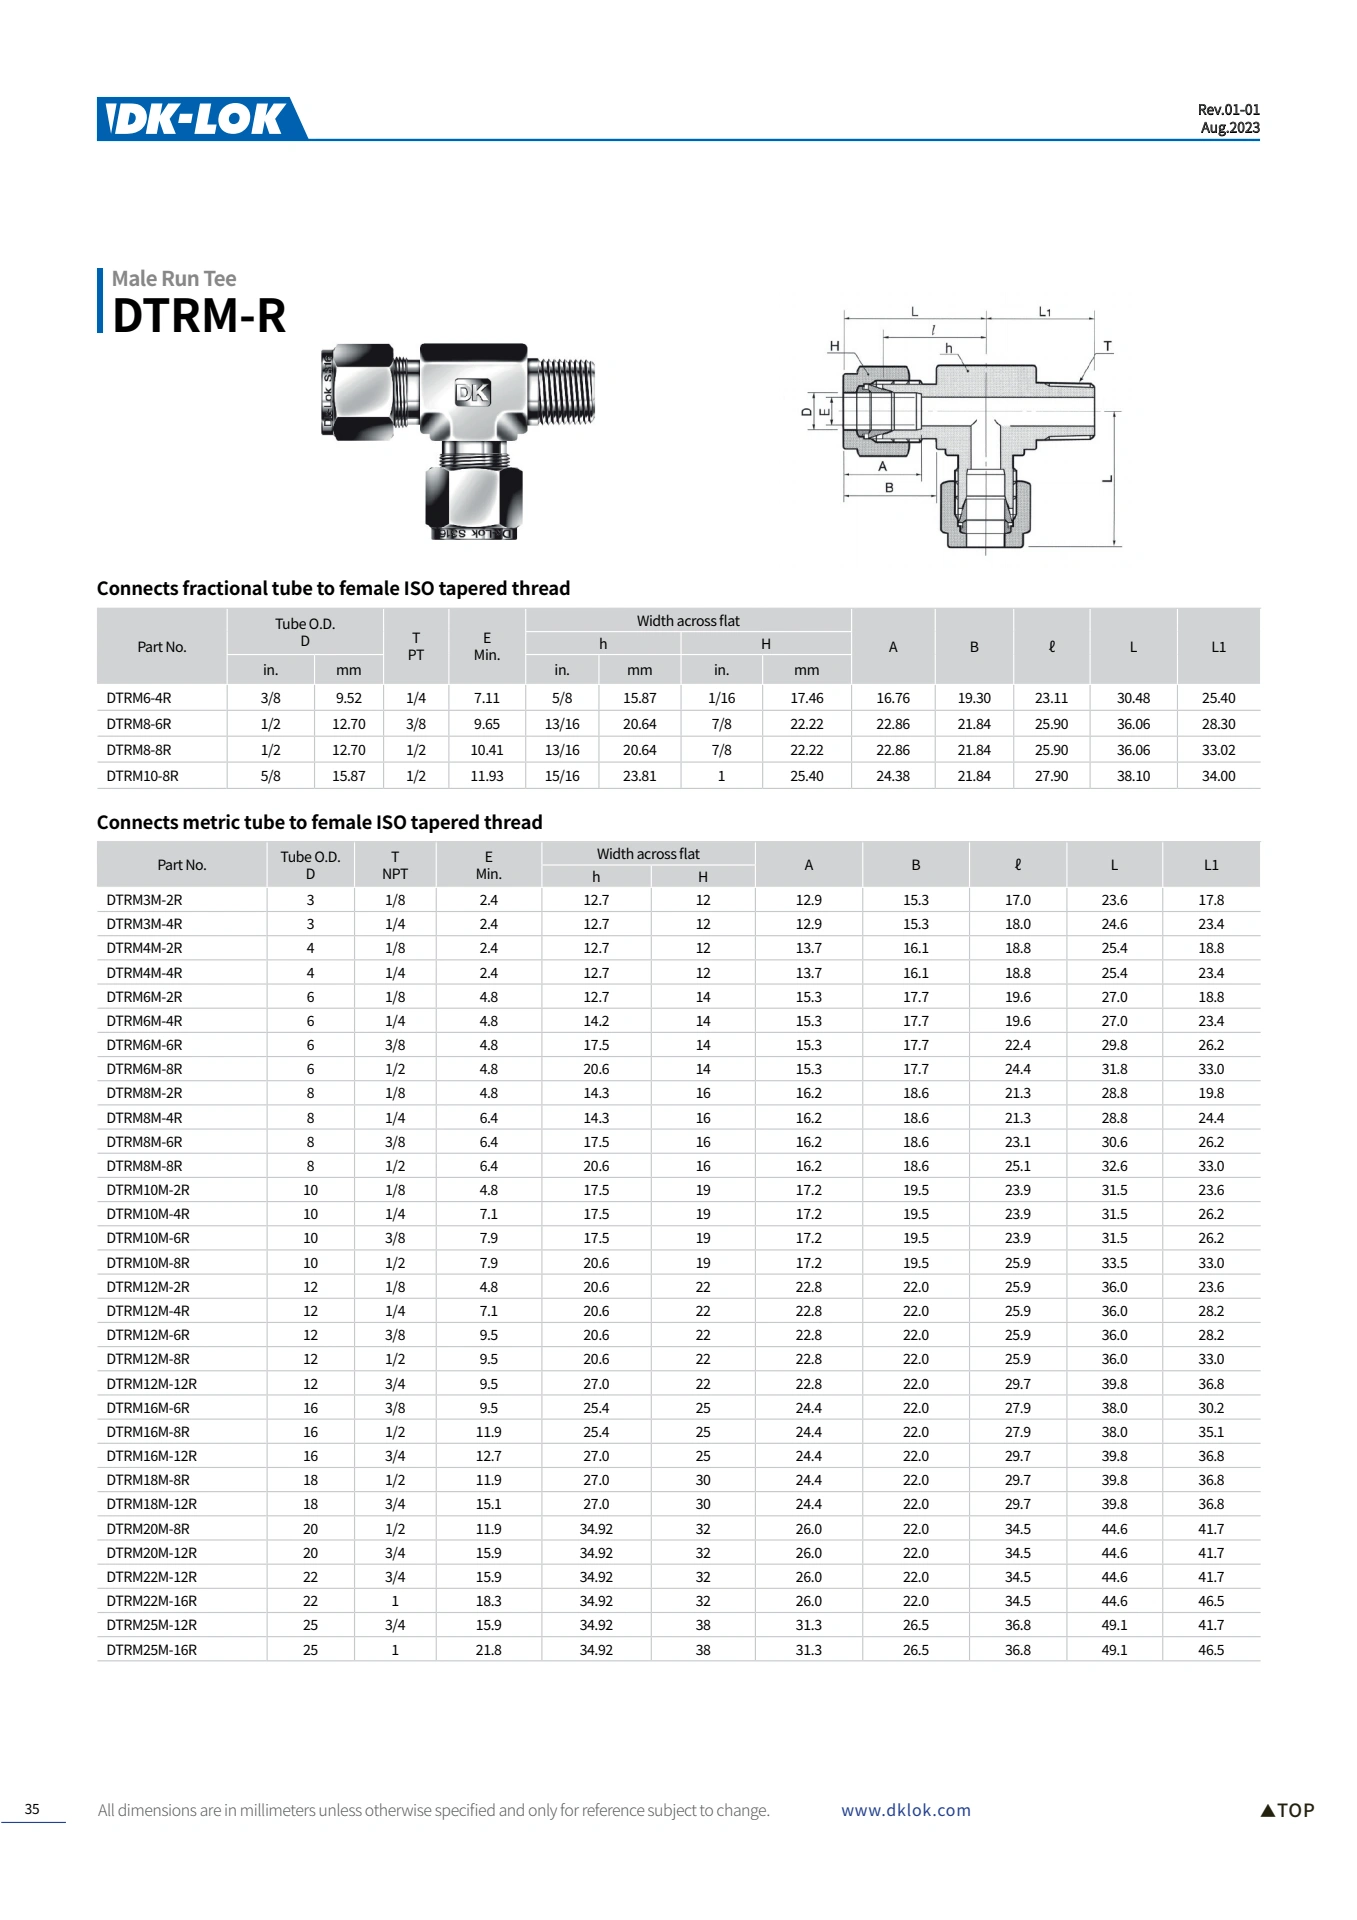 DK-LOK
Rev.01-01
Aug.2023
Male Run Tee
DTRM-R
DK
L L1
l
H h T
D E
A
B
L
Connects fractional tube to female ISO tapered thread
Part No. Tube O.D. D T PT E Min. Width across flat A B ℓ L L1
h H
in. mm in. mm in. mm
DTRM6-4R 3/8 9.52 1/4 7.11 5/8 15.87 1/16 17.46 16.76 19.30 23.11 30.48 25.40
DTRM8-6R 1/2 12.70 3/8 9.65 13/16 20.64 7/8 22.22 22.86 21.84 25.90 36.06 28.30
DTRM8-8R 1/2 12.70 1/2 10.41 13/16 20.64 7/8 22.22 22.86 21.84 25.90 36.06 33.02
DTRM10-8R 5/8 15.87 1/2 11.93 15/16 23.81 1 25.40 24.38 21.84 27.90 38.10 34.00
Connects metric tube to female ISO tapered thread
Part No. Tube O.D. D T NPT E Min. Width across flat A B ℓ L L1
h H
DTRM3M-2R 3 1/8 2.4 12.7 12 12.9 15.3 17.0 23.6 17.8
DTRM3M-4R 3 1/4 2.4 12.7 12 12.9 15.3 18.0 24.6 23.4
DTRM4M-2R 4 1/8 2.4 12.7 12 13.7 16.1 18.8 25.4 18.8
DTRM4M-4R 4 1/4 2.4 12.7 12 13.7 16.1 18.8 25.4 23.4
DTRM6M-2R 6 1/8 4.8 12.7 14 15.3 17.7 19.6 27.0 18.8
DTRM6M-4R 6 1/4 4.8 14.2 14 15.3 17.7 19.6 27.0 23.4
DTRM6M-6R 6 3/8 4.8 17.5 14 15.3 17.7 22.4 29.8 26.2
DTRM6M-8R 6 1/2 4.8 20.6 14 15.3 17.7 24.4 31.8 33.0
DTRM8M-2R 8 1/8 4.8 14.3 16 16.2 18.6 21.3 28.8 19.8
DTRM8M-4R 8 1/4 6.4 14.3 16 16.2 18.6 21.3 28.8 24.4
DTRM8M-6R 8 3/8 6.4 17.5 16 16.2 18.6 23.1 30.6 26.2
DTRM8M-8R 8 1/2 6.4 20.6 16 16.2 18.6 25.1 32.6 33.0
DTRM10M-2R 10 1/8 4.8 17.5 19 17.2 19.5 23.9 31.5 23.6
DTRM10M-4R 10 1/4 7.1 17.5 19 17.2 19.5 23.9 31.5 26.2
DTRM10M-6R 10 3/8 7.9 17.5 19 17.2 19.5 23.9 31.5 26.2
DTRM10M-8R 10 1/2 7.9 20.6 19 17.2 19.5 25.9 33.5 33.0
DTRM12M-2R 12 1/8 4.8 20.6 22 22.8 22.0 25.9 36.0 23.6
DTRM12M-4R 12 1/4 7.1 20.6 22 22.8 22.0 25.9 36.0 28.2
DTRM12M-6R 12 3/8 9.5 20.6 22 22.8 22.0 25.9 36.0 28.2
DTRM12M-8R 12 1/2 9.5 20.6 22 22.8 22.0 25.9 36.0 33.0
DTRM12M-12R 12 3/4 9.5 27.0 22 22.8 22.0 29.7 39.8 36.8
DTRM16M-6R 16 3/8 9.5 25.4 25 24.4 22.0 27.9 38.0 30.2
DTRM16M-8R 16 1/2 11.9 25.4 25 24.4 22.0 27.9 38.0 35.1
DTRM16M-12R 16 3/4 12.7 27.0 25 24.4 22.0 29.7 39.8 36.8
DTRM18M-8R 18 1/2 11.9 27.0 30 24.4 22.0 29.7 39.8 36.8
DTRM18M-12R 18 3/4 15.1 27.0 30 24.4 22.0 29.7 39.8 36.8
DTRM20M-8R 20 1/2 11.9 34.92 32 26.0 22.0 34.5 44.6 41.7
DTRM20M-12R 20 3/4 15.9 34.92 32 26.0 22.0 34.5 44.6 41.7
DTRM22M-12R 22 3/4 15.9 34.92 32 26.0 22.0 34.5 44.6 41.7
DTRM22M-16R 22 1 18.3 34.92 32 26.0 22.0 34.5 44.6 46.5
DTRM25M-12R 25 3/4 15.9 34.92 38 31.3 26.5 36.8 49.1 41.7
DTRM25M-16R 25 1 21.8 34.92 38 31.3 26.5 36.8 49.1 46.5
35 All dimensions are in millimeters unless otherwise specified and only for reference subject to change. www.dklok.com ▲TOP